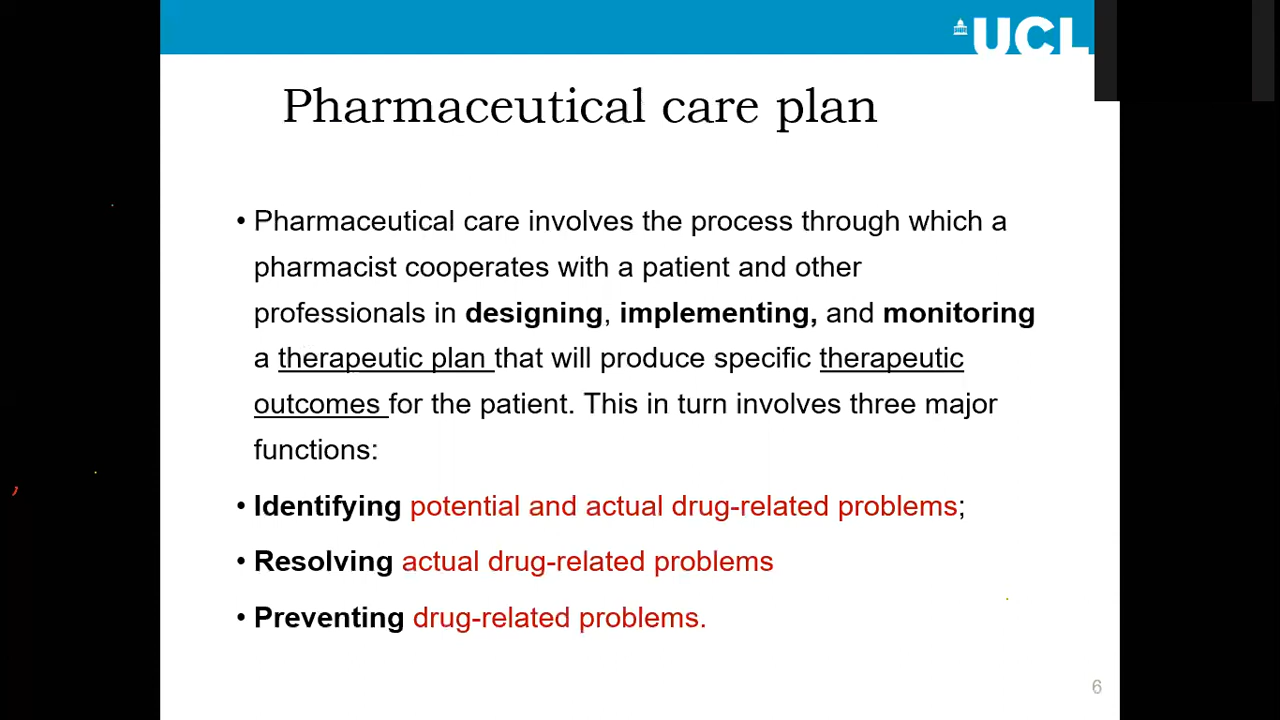 UCL
Pharmaceutical care plan
• Pharmaceutical care involves the process through which a
pharmacist cooperates with a patient and other
professionals in designing, implementing, and monitoring
a therapeutic plan that will produce specific therapeutic
outcomes for the patient. This in turn involves three major
functions:
• Identifying potential and actual drug-related problems;
• Resolving actual drug-related problems
• Preventing drug-related problems.
6